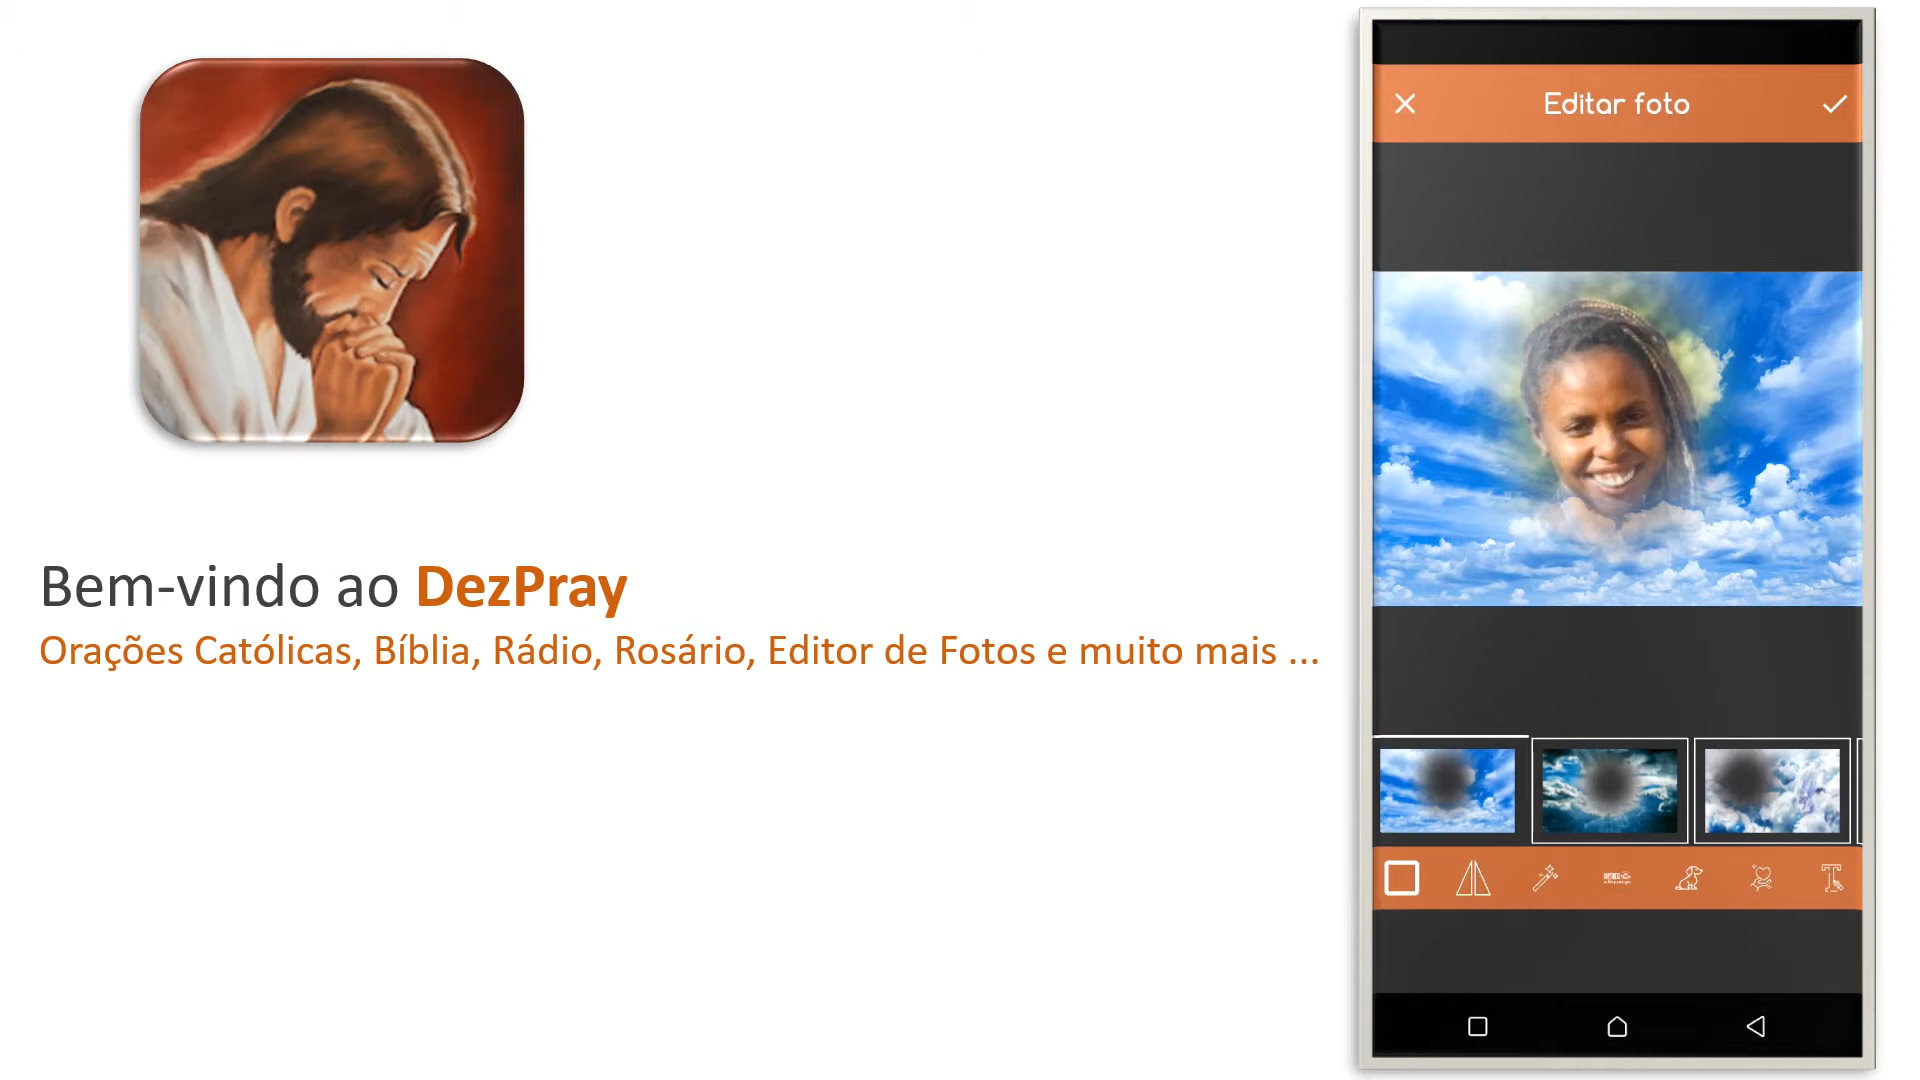 Bem-vindo ao DezPray
Orações Católicas, Bíblia, Rádio, Rosário, Editor de Fotos e muito mais ...
Editar foto